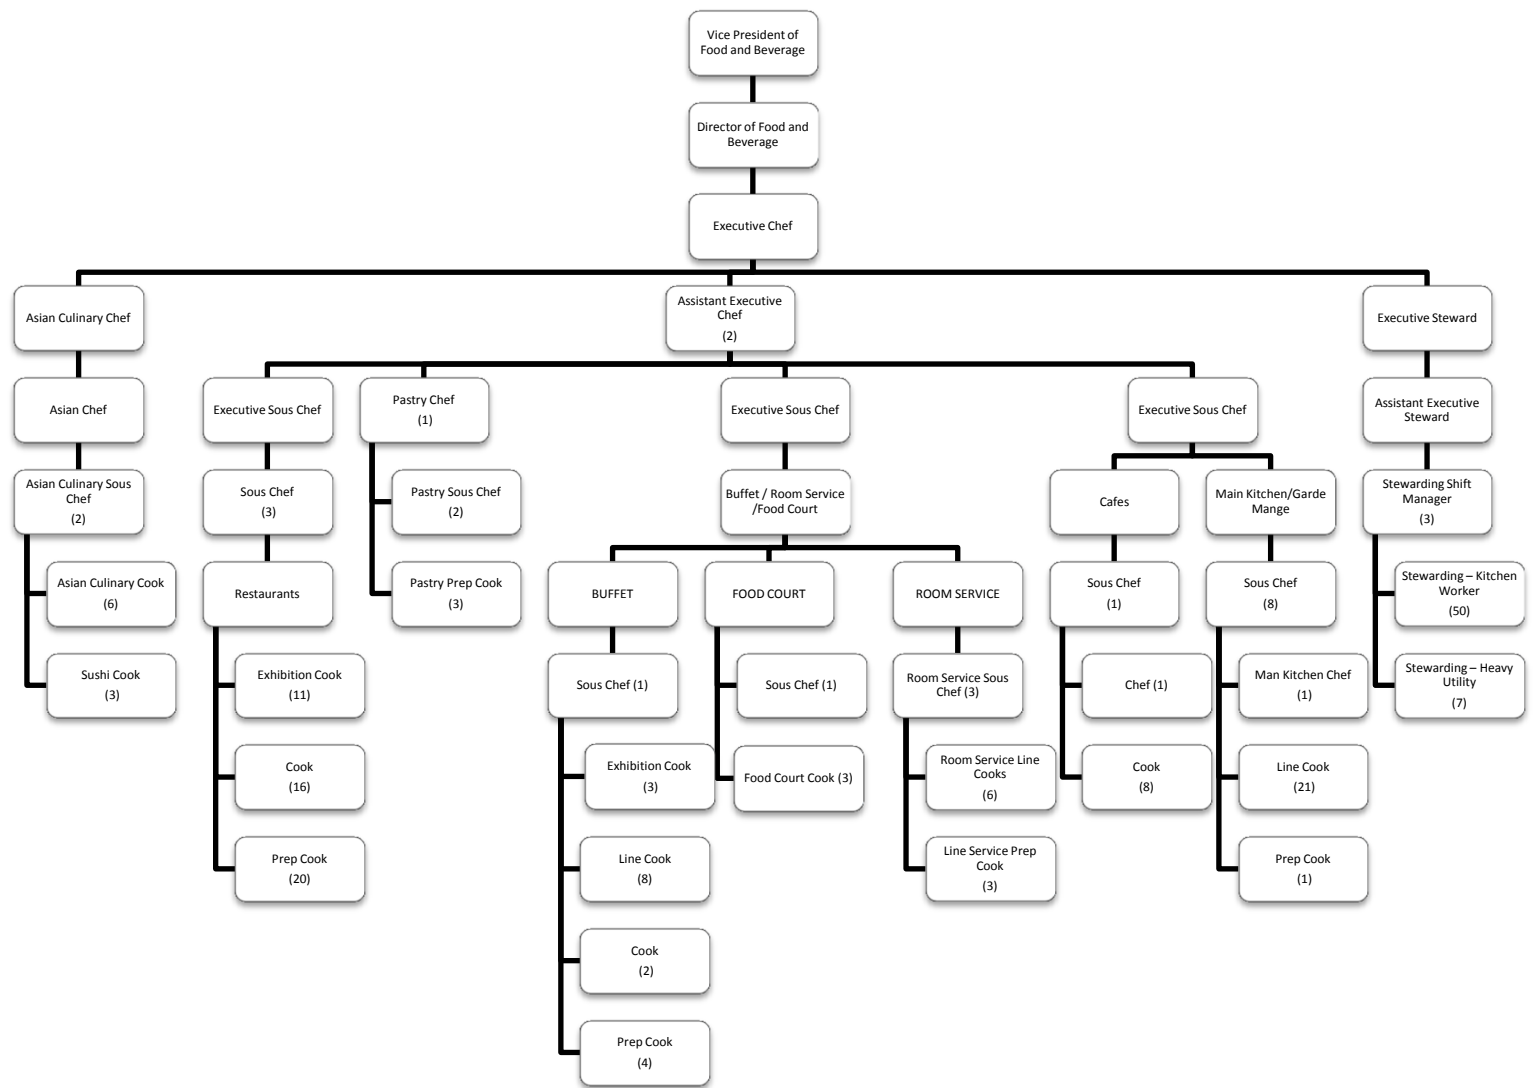 Vice President of
Food and Beverage
Director of Food and
Beverage
Executive Chef
Asian Culinary Chef
Assistant Executive
Chef
(2)
Executive Steward
Asian Chef
Executive Sous Chef
Pastry Chef
(1)
Executive Sous Chef
Executive Sous Chef
Assistant Executive
Steward
Asian Culinary Sous
Chef
(2)
Sous Chef
(3)
Pastry Sous Chef
(2)
Buffet / Room Service
/Food Court
Cafes
Main Kitchen/Garde
Mange
Stewarding Shift
Manager
(3)
Asian Culinary Cook
(6)
Restaurants
Pastry Prep Cook
(3)
BUFFET
FOOD COURT
ROOM SERVICE
Sous Chef
(1)
Sous Chef
(8)
Stewarding – Kitchen
Worker
(50)
Sushi Cook
(3)
Exhibition Cook
(11)
Sous Chef (1)
Sous Chef (1)
Room Service Sous
Chef (3)
Chef (1)
Man Kitchen Chef
(1)
Stewarding – Heavy
Utility
(7)
Cook
(16)
Exhibition Cook
(3)
Food Court Cook (3)
Room Service Line
Cooks
(6)
Cook
(8)
Line Cook
(21)
Prep Cook
(20)
Line Cook
(8)
Line Service Prep
Cook
(3)
Prep Cook
(1)
Cook
(2)
Prep Cook
(4)